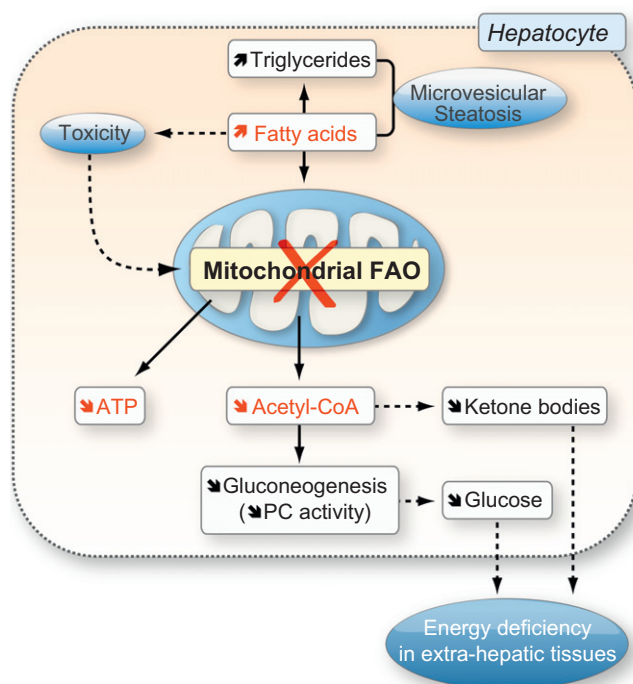 Hepatocyte
Triglycerides
Microvesicular
Steatosis
Toxicity
Fatty acids
Mitochondrial FAO
ATP
Acetyl-CoA
Ketone bodies
Gluconeogenesis
(↘PC activity)
Glucose
Energy deficiency
in extra-hepatic tissues